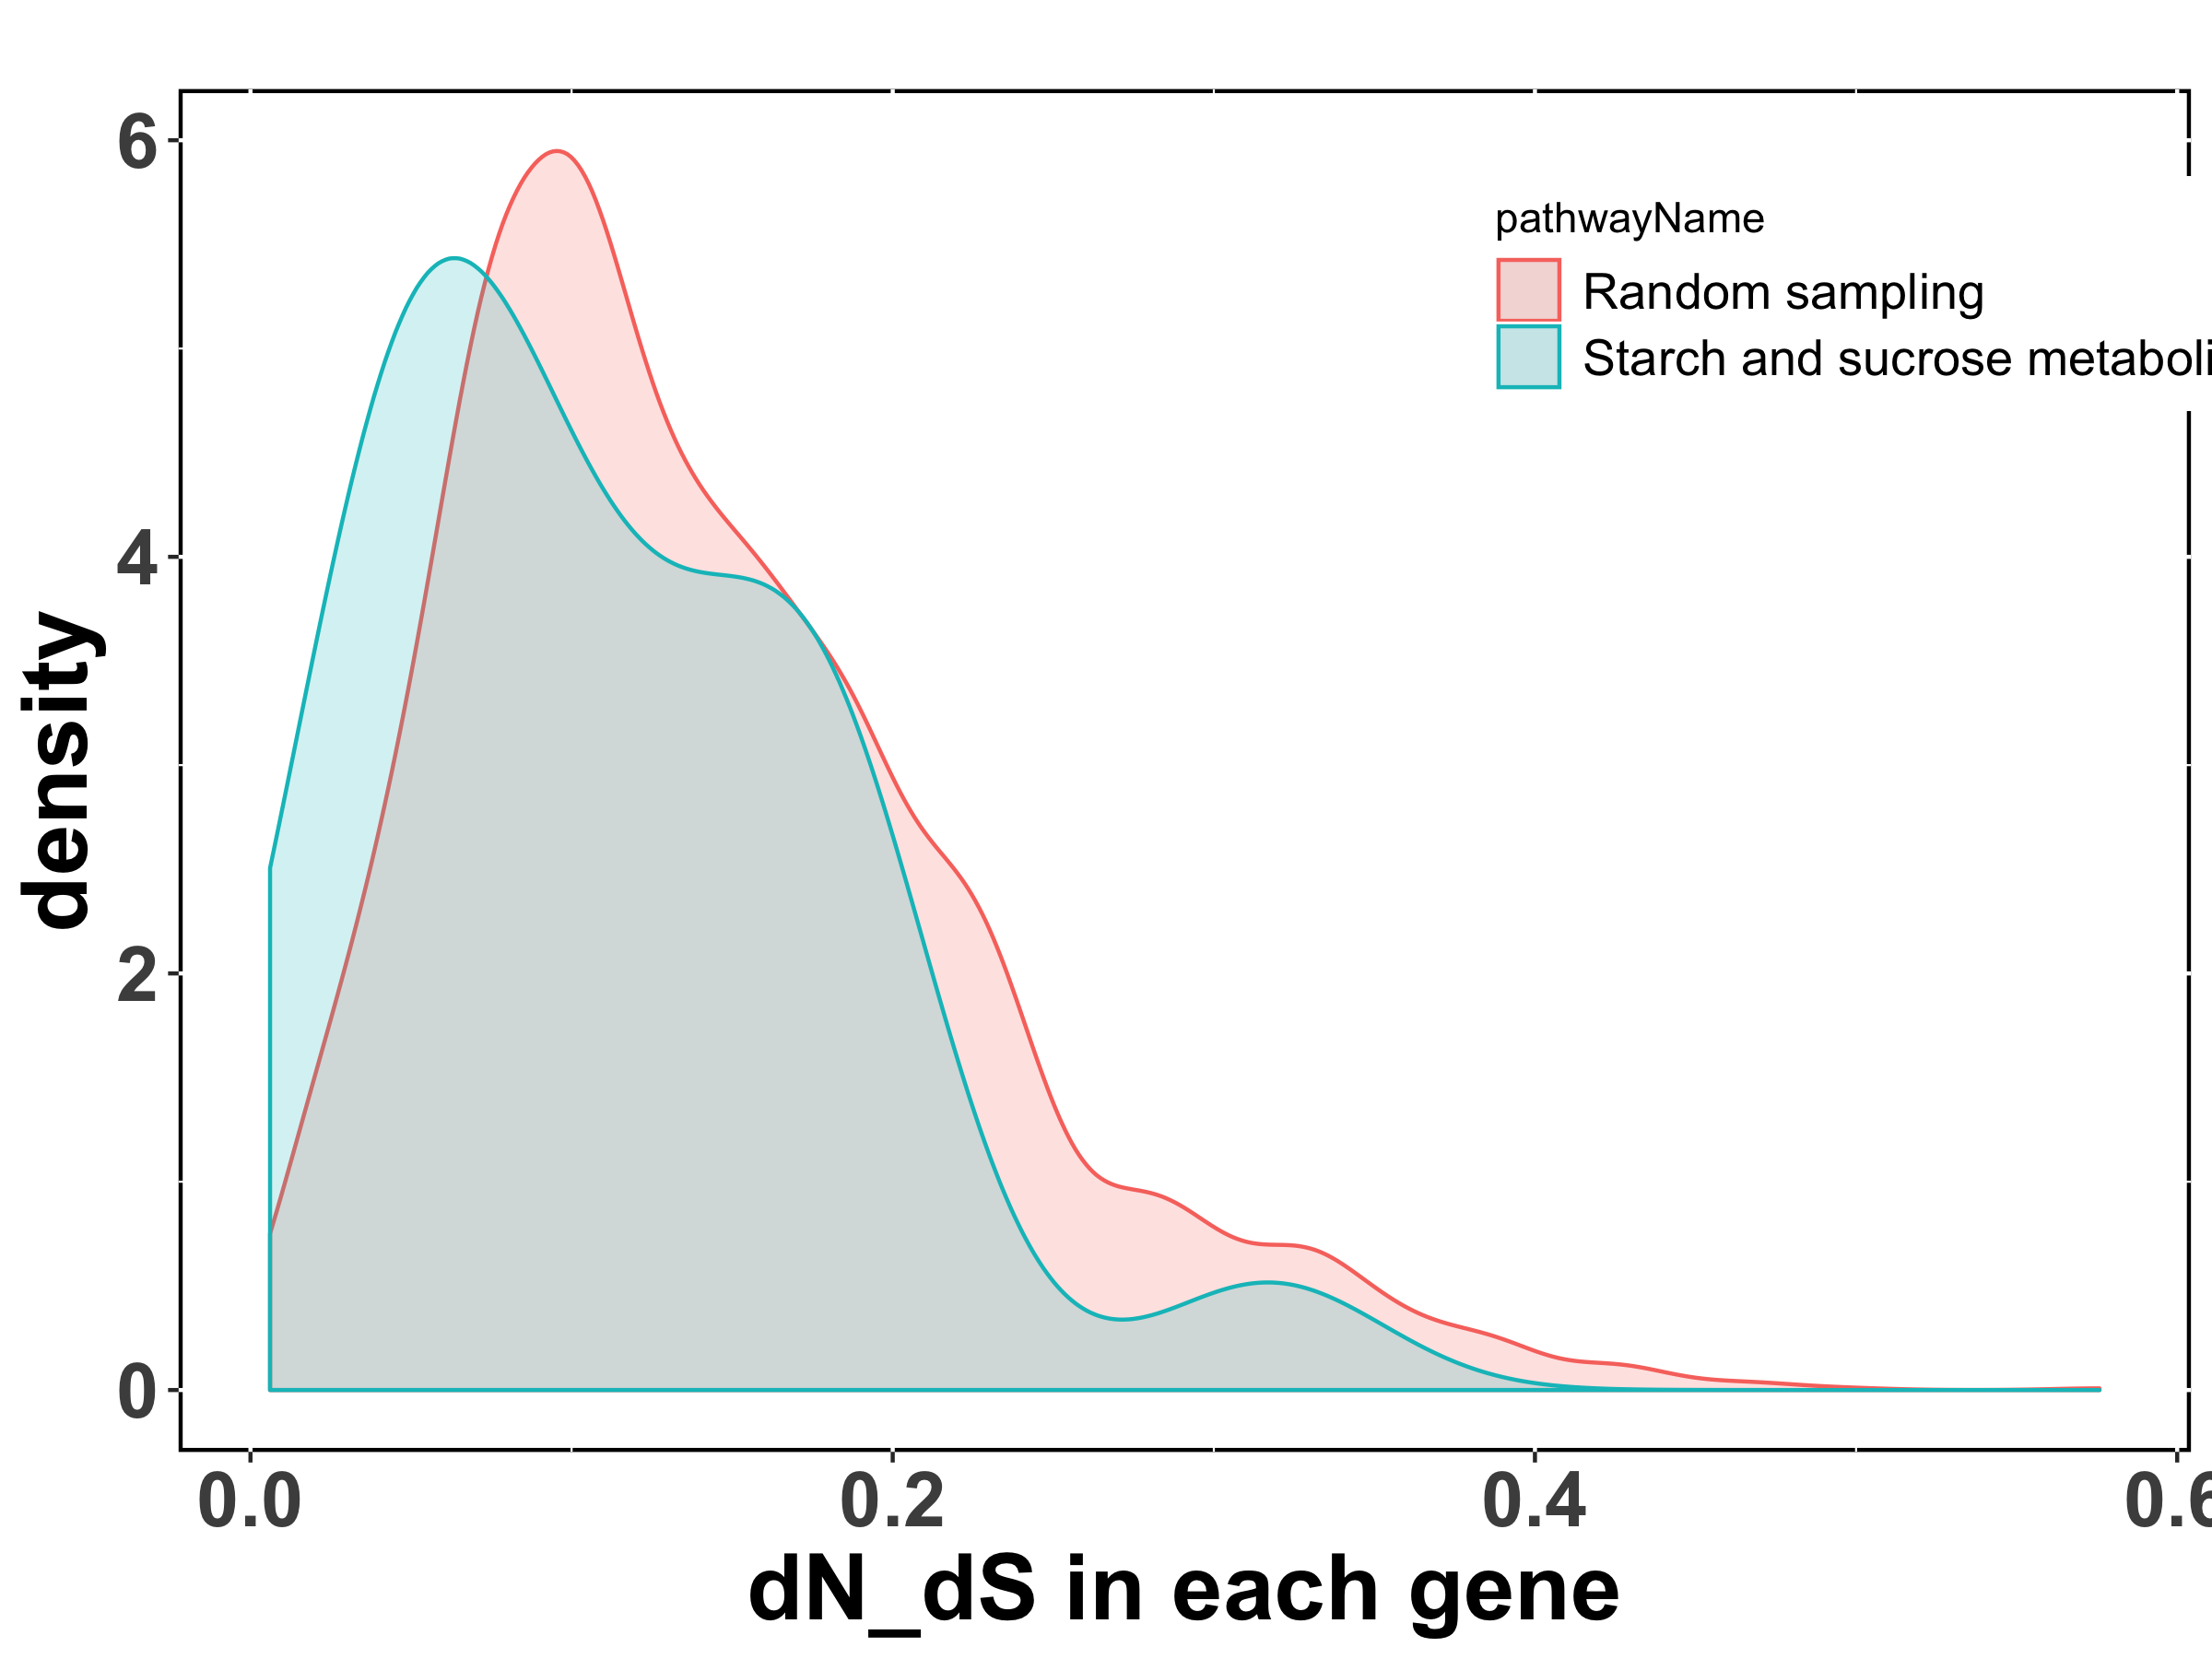 6
4
2
0
density
pathwayName
Random sampling
Starch and sucrose metaboli
0.0 0.2 0.4 0.6
dN_dS in each gene